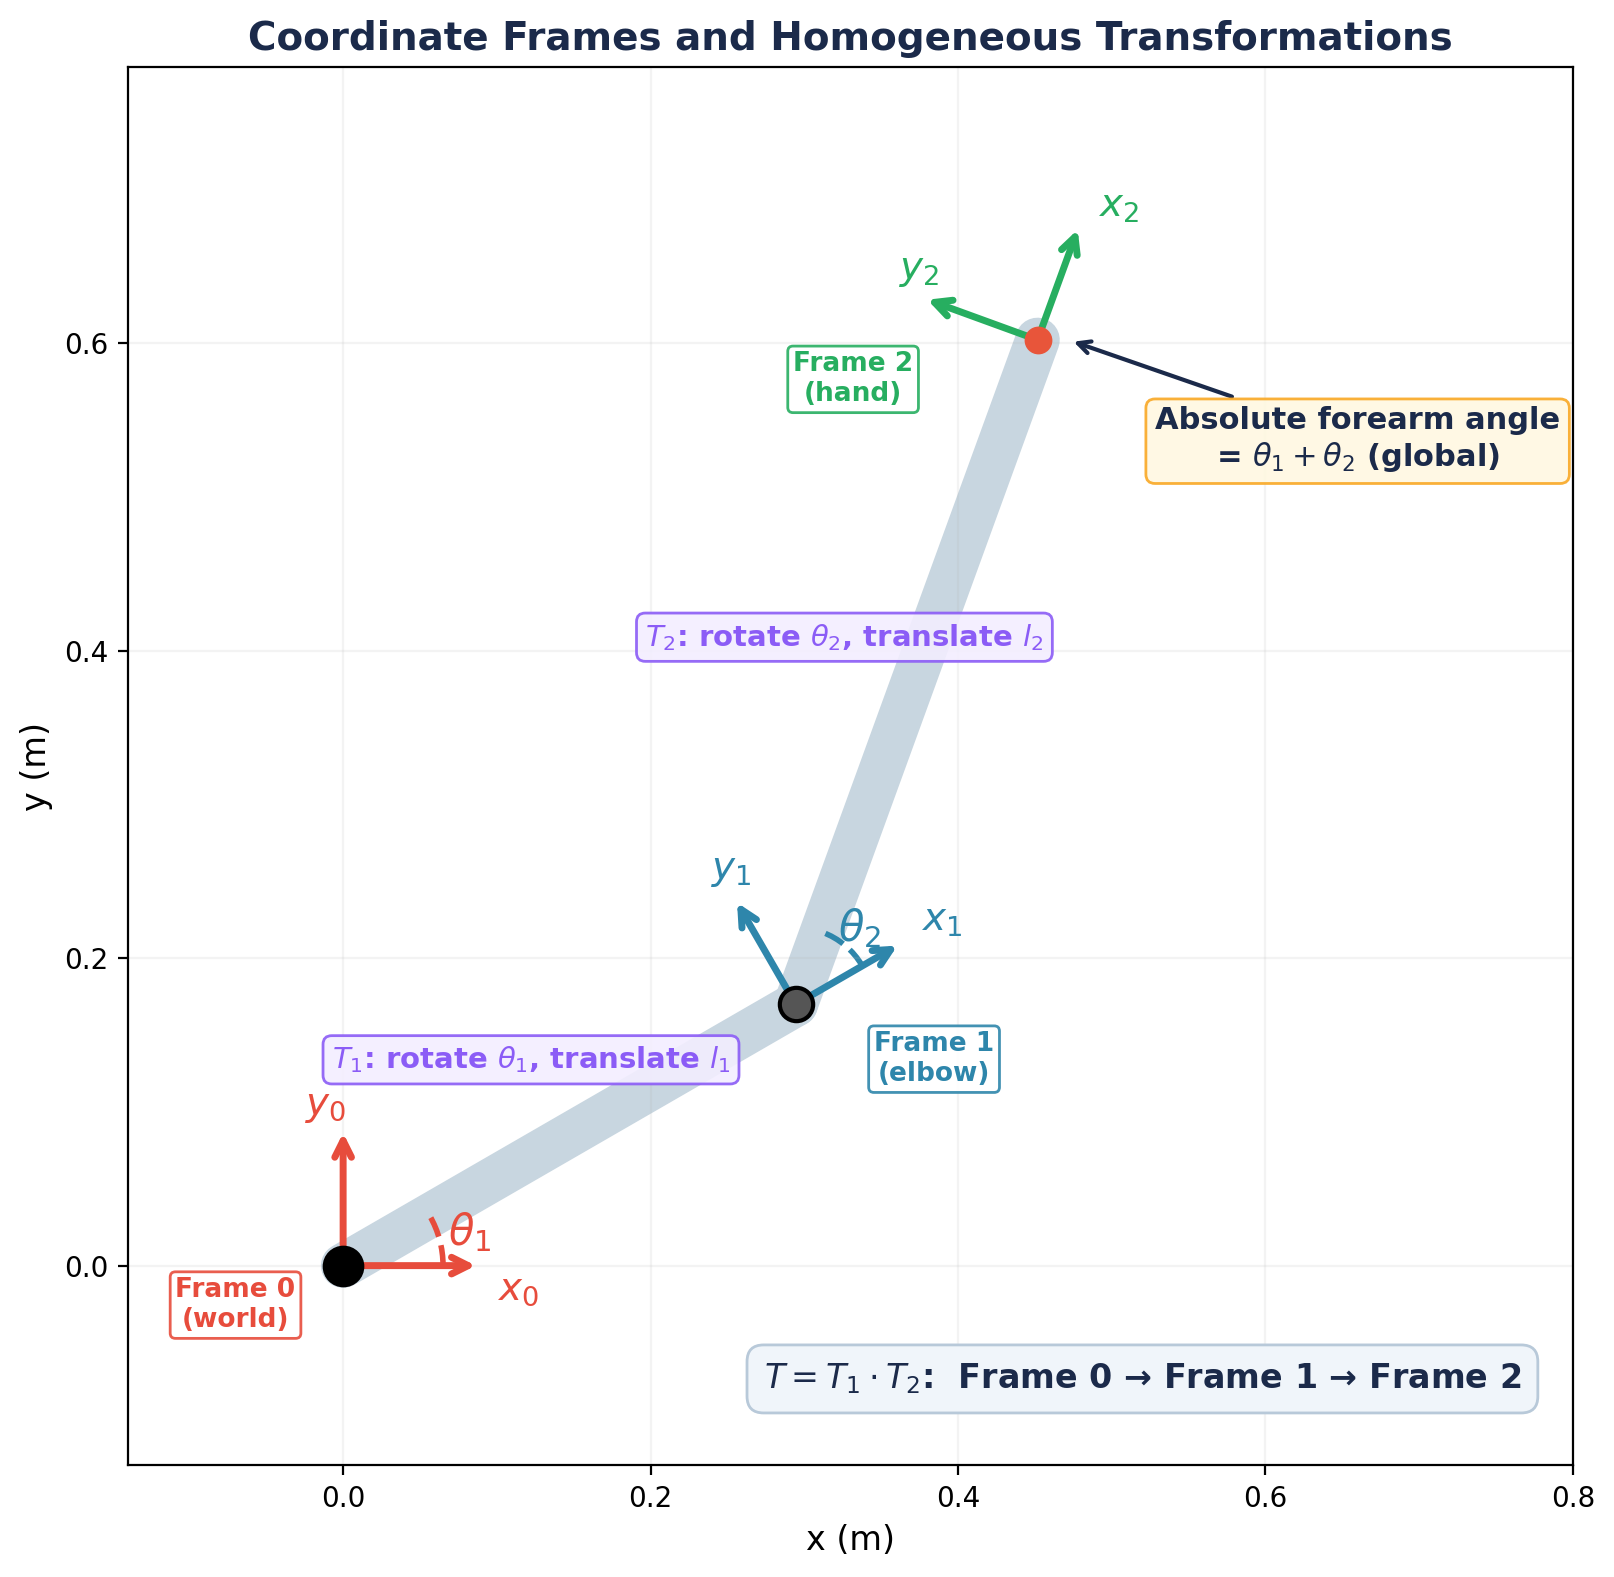 Coordinate Frames and Homogeneous Transformations
x₂
y₂
0.6
Frame 2
(hand)
Absolute forearm angle
= θ₁ + θ₂ (global)
T₂: rotate θ₂, translate l₂
0.4
y (m)
y₁
θ₂
x₁
0.2
Frame 1
(elbow)
T₁: rotate θ₁, translate l₁
y₀
θ₁
0.0
x₀
Frame 0
(world)
T = T₁ · T₂:  Frame 0 → Frame 1 → Frame 2
0.0
0.2
0.4
0.6
0.8
x (m)